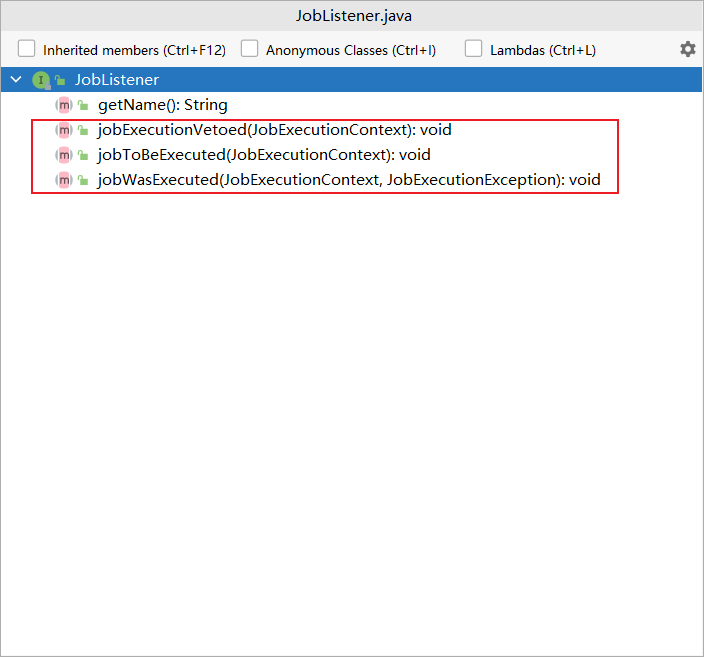 JobListener.java
Inherited members (Ctrl+F12) Anonymous Classes (Ctrl+I) Lambdas (Ctrl+L)
I JobListener
m getName(): String
m jobExecutionVetoed(JobExecutionContext): void
m jobToBeExecuted(JobExecutionContext): void
m jobWasExecuted(JobExecutionContext, JobExecutionException): void